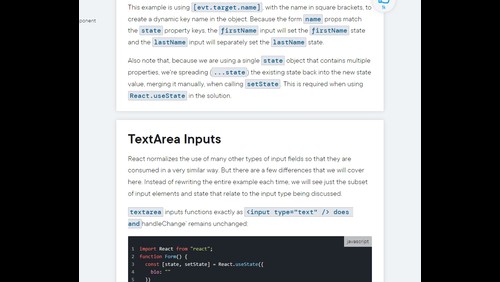 This example is using [evt.target.name], with the name in square brackets, to
create a dynamic key name in the object. Because the form name props match
the state property keys, the firstName input will set the firstName state
and the lastName input will separately set the lastName state.
ponent
Also note that, because we are using a single state object that contains multiple
properties, we're spreading (...state) the existing state back into the new state
value, merging it manually, when calling setState. This is required when using
React.useState in the solution.
TextArea Inputs
React normalizes the use of many other types of input fields so that they are
consumed in a very similar way. But there are a few differences that we will cover
here. Instead of rewriting the entire example each time, we will see just the subset
of input elements and state that relate to the input type being discussed.
textarea inputs functions exactly as <input type="text" /> does
and handleChange` remains unchanged:
javascript
1 import React from "react";
2 function Form() {
3 const [state, setState] = React.useState({
4 bio: ""
5 })